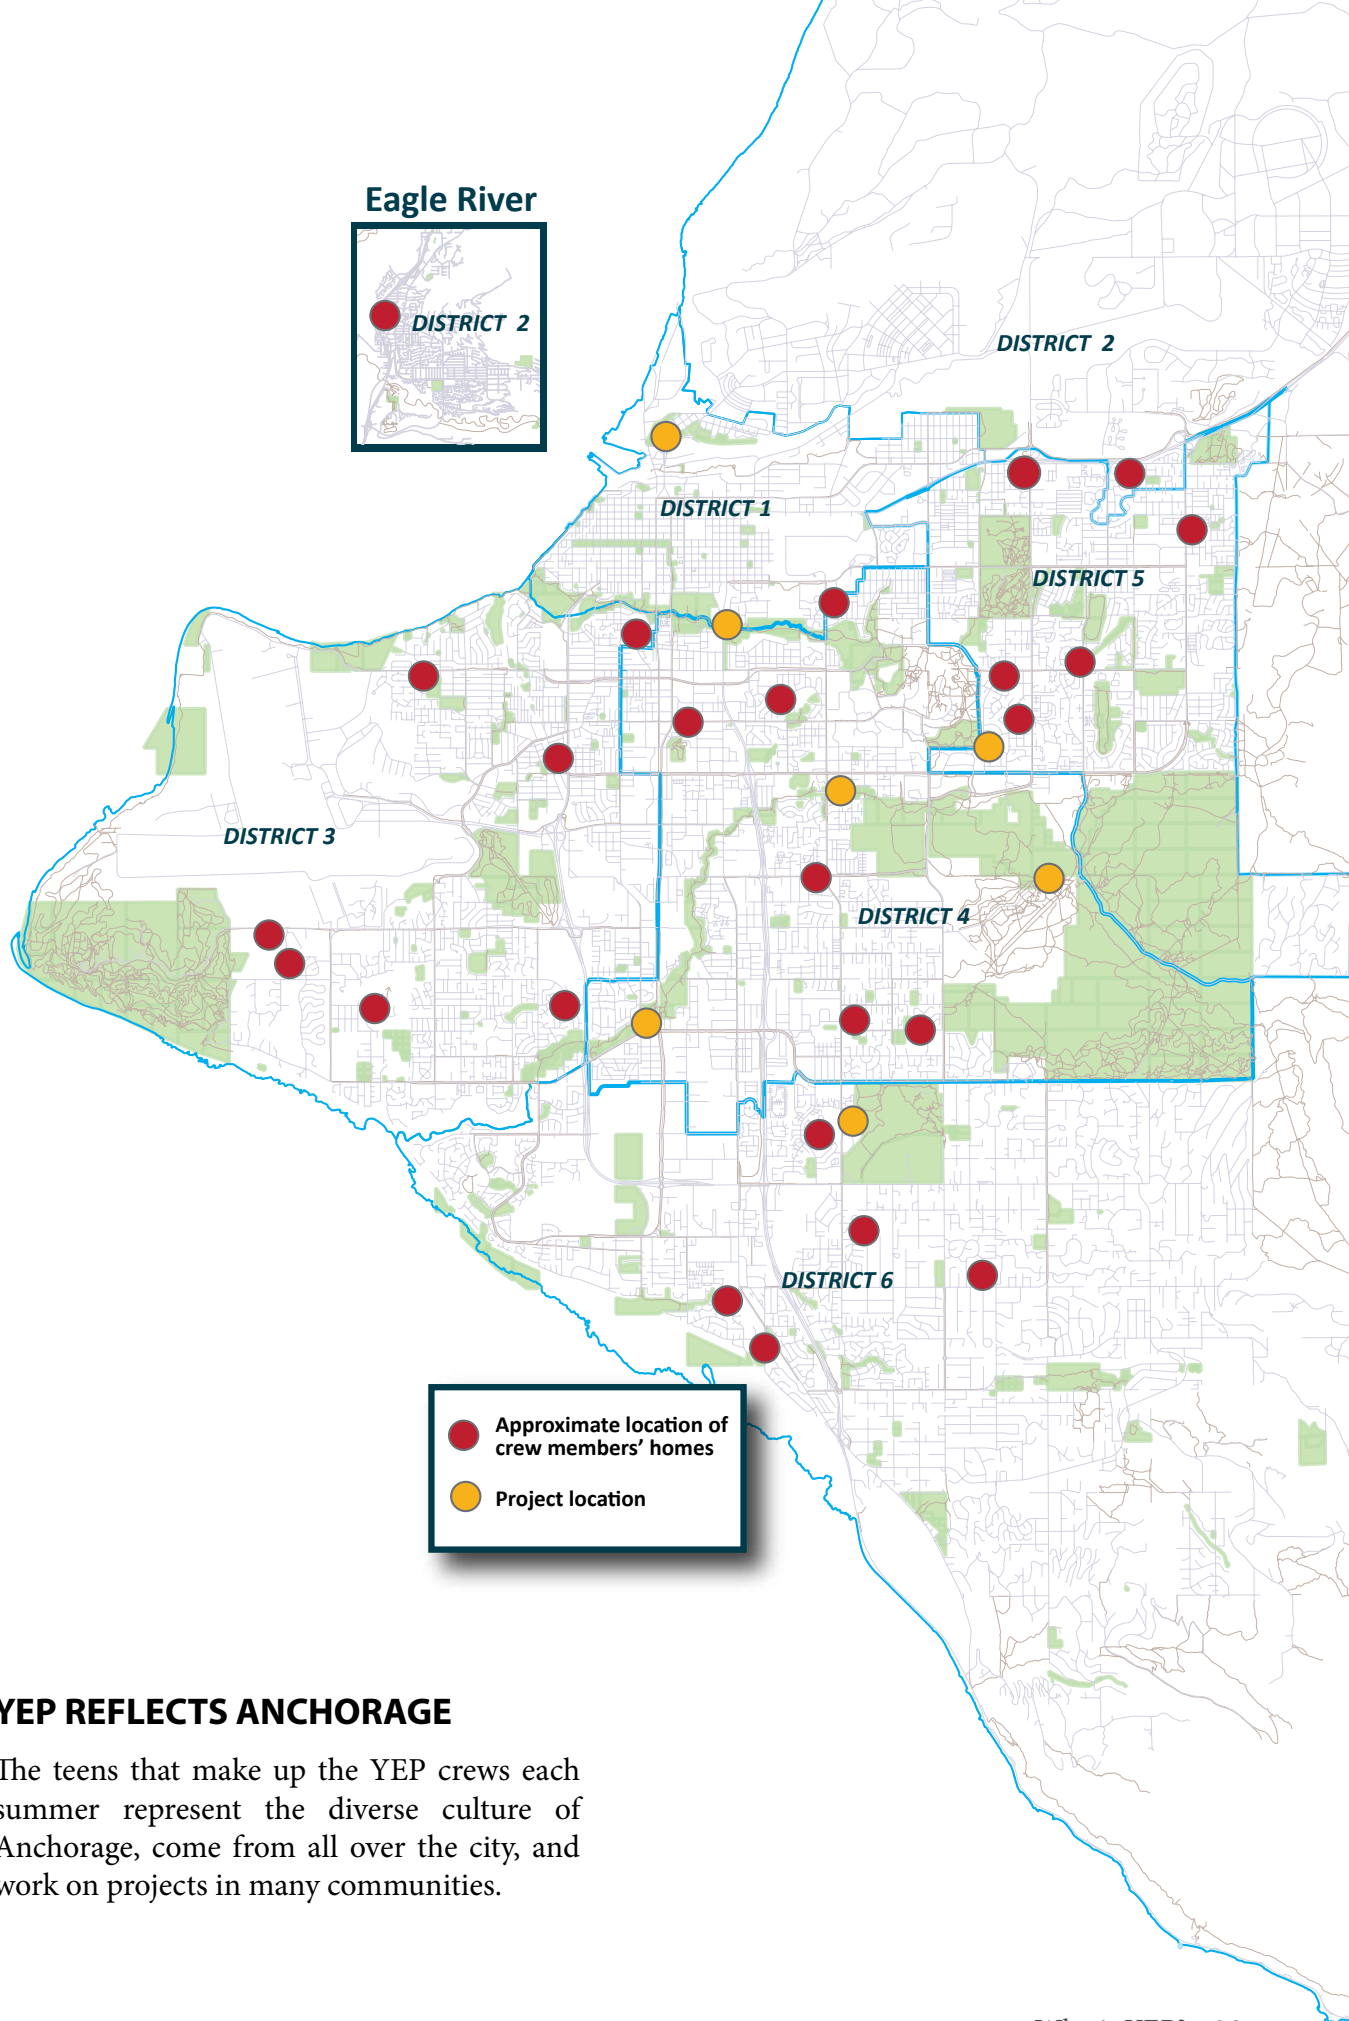 Eagle River
DISTRICT 2
DISTRICT 2
DISTRICT 1
DISTRICT 5
DISTRICT 3
DISTRICT 4
DISTRICT 6
Approximate location of
crew members’ homes
Project location
YEP REFLECTS ANCHORAGE
The teens that make up the YEP crews each
summer represent the diverse culture of
Anchorage, come from all over the city, and
work on projects in many communities.